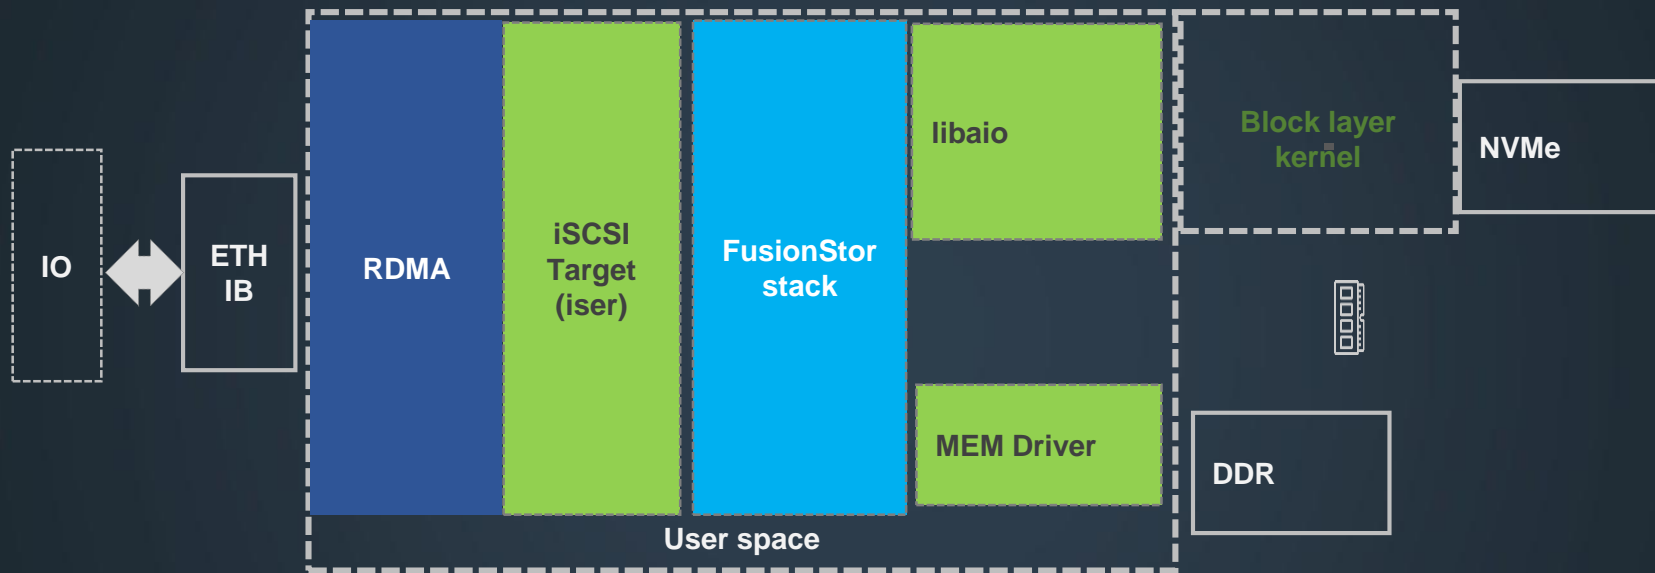 IO
ETH
IB
RDMA
iSCSI
Target
(iser)
FusionStor
stack
libaio
MEM Driver
User space
Block layer
kernel
NVMe
DDR